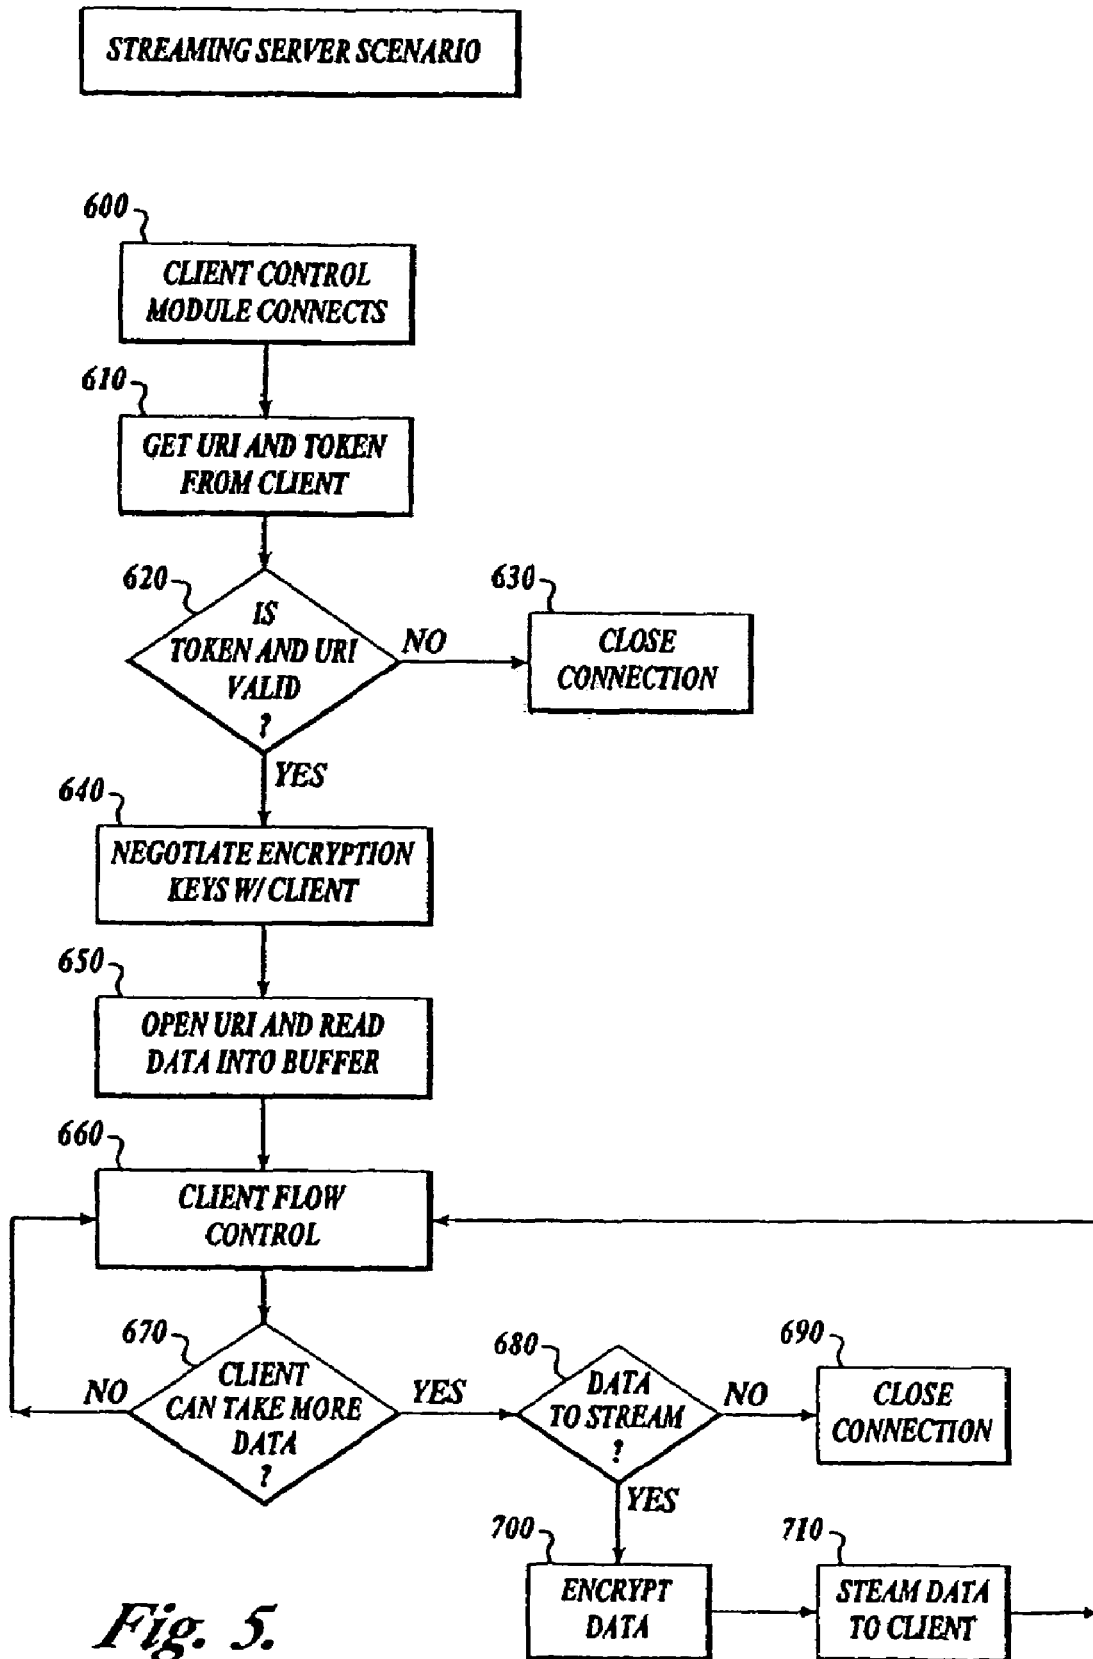 STREAMING SERVER SCENARIO
600
CLIENT CONTROL
MODULE CONNECTS
610
GET URI AND TOKEN
FROM CLIENT
620
IS
TOKEN AND URI
VALID
?
NO
630
CLOSE
CONNECTION
YES
640
NEGOTIATE ENCRYPTION
KEYS W/ CLIENT
650
OPEN URI AND READ
DATA INTO BUFFER
660
CLIENT FLOW
CONTROL
670
CLIENT
CAN TAKE MORE
DATA
?
NO
YES
680
DATA
TO STREAM
?
NO
690
CLOSE
CONNECTION
YES
700
ENCRYPT
DATA
710
STEAM DATA
TO CLIENT
Fig. 5.